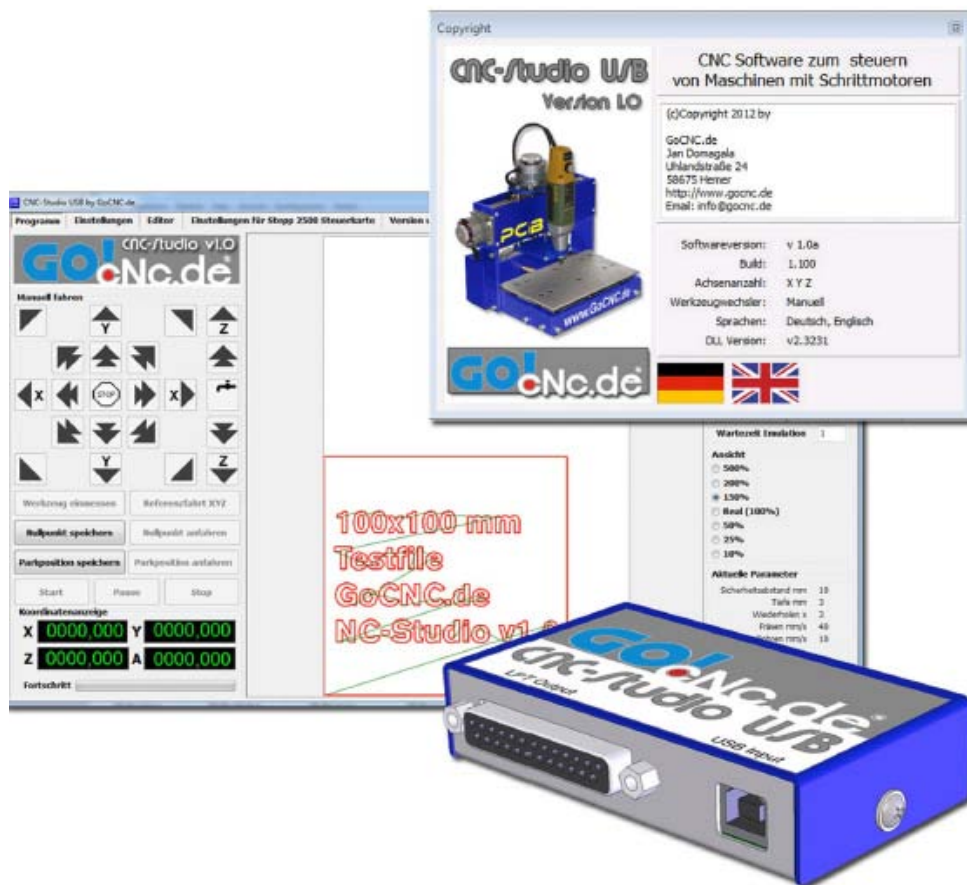 Copyright
CNC-Studio USB
Version 1.0
CNC Software zum steuern
von Maschinen mit Schrittmotoren
(c)Copyright 2012 by
GoCNC.de
Jan Domagala
Uhlandstraße 24
58675 Hemer
http://www.gocnc.de
Email: info@gocnc.de
PCB
www.GoCNC.de
Softwareversion: v 1.0a
Build: 1.100
Achsenanzahl: X Y Z
Werkzeugwechsler: Manuell
Sprachen: Deutsch, Englisch
DLL Version: v2.3231
GO! cNc.de
CNC-Studio USB by GoCNC.de
Programm Einstellungen Editor Einstellungen für Stepp 2500 Steuerkarte Version
CNC-Studio v1.0
GO! cNc.de
Manuell fahren
Y Z
X STOP X
Y Z
Werkzeug einmessen Referenzfahrt XYZ
Nullpunkt speichern Nullpunkt anfahren
Parkposition speichern Parkposition anfahren
Start Pause Stop
Koordinatenanzeige
X 0000,000 Y 0000,000
Z 0000,000 A 0000,000
Fortschritt
100x100 mm
Testfile
GoCNC.de
NC-Studio v1.0
Wartezeit Emulation 1
Ansicht
500%
200%
150%
Real (100%)
50%
25%
10%
Aktuelle Parameter
Sicherheitsabstand mm 10
Tiefe mm 3
Wiederholen x 3
Fräsen mm/s 40
mm/s 10
GO! cNc.de
CNC-Studio USB
LPT Output
USB Input